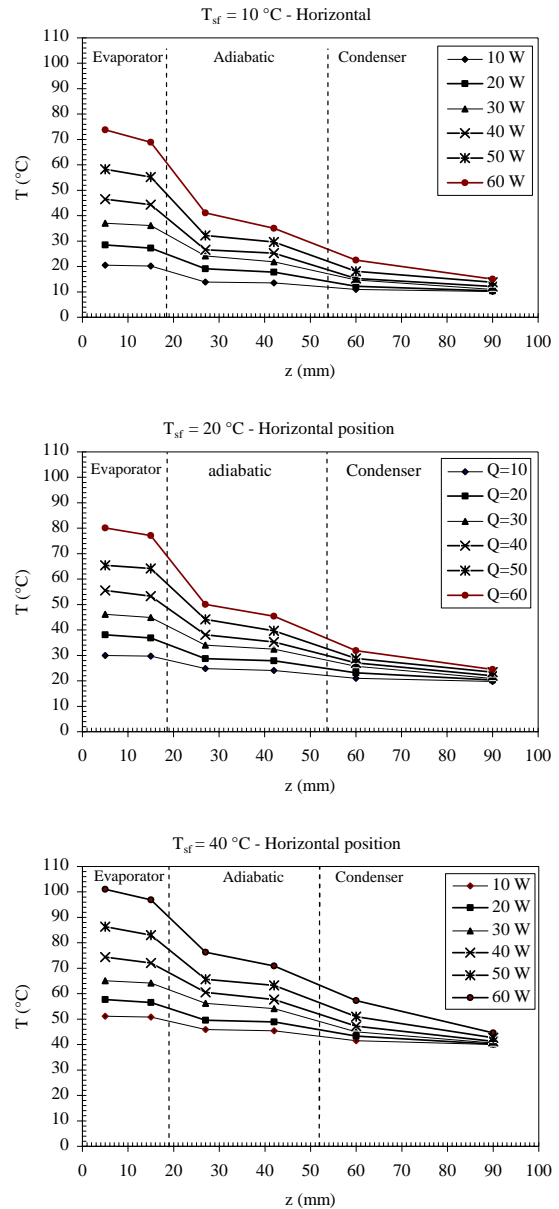 T_sf = 10 °C - Horizontal
Evaporator Adiabatic Condenser
10 W
20 W
30 W
40 W
50 W
60 W
T (°C)
110
100
90
80
70
60
50
40
30
20
10
0
0 10 20 30 40 50 60 70 80 90 100
z (mm)
T_sf = 20 °C - Horizontal position
Evaporator adiabatic Condenser
Q=10
Q=20
Q=30
Q=40
Q=50
Q=60
T (°C)
110
100
90
80
70
60
50
40
30
20
10
0
0 10 20 30 40 50 60 70 80 90 100
z (mm)
T_sf = 40 °C - Horizontal position
Evaporator Adiabatic Condenser
10 W
20 W
30 W
40 W
50 W
60 W
T (°C)
110
100
90
80
70
60
50
40
30
20
10
0
0 10 20 30 40 50 60 70 80 90 100
z (mm)